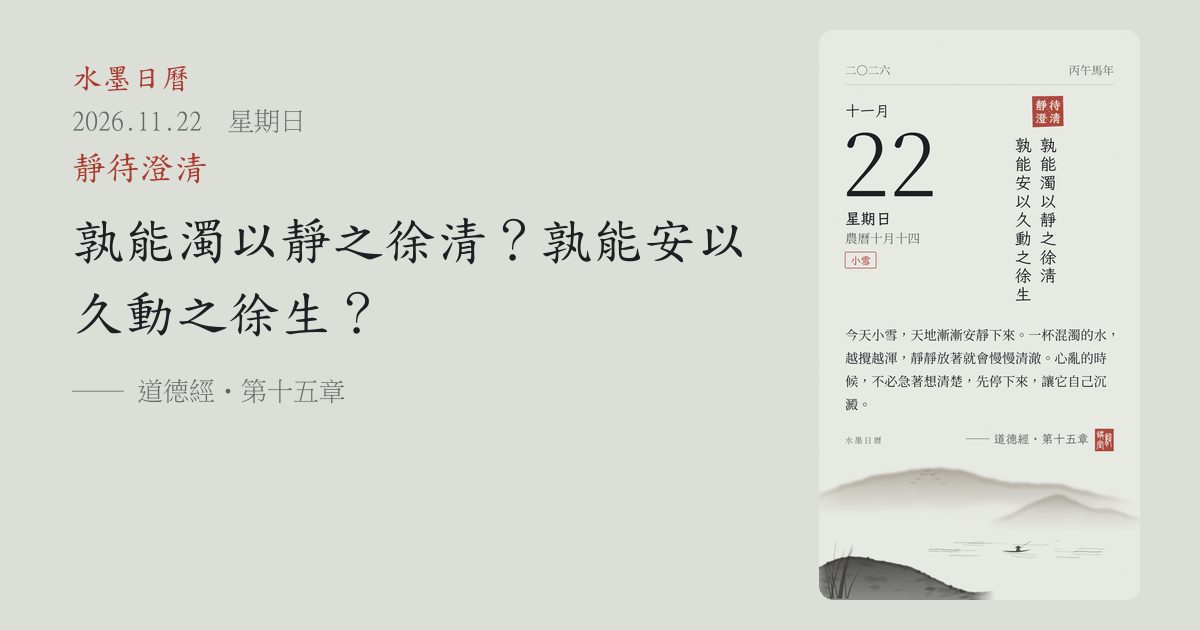 水墨日曆
2026.11.22 星期日
靜待澄清
孰能濁以靜之徐清？孰能安以
久動之徐生？
—— 道德經・第十五章
二〇二六
丙午馬年
十一月
22
星期日
農曆十月十四
小雪
待清
靜澄
孰能濁以靜之徐清
孰能安以久動之徐生
今天小雪，天地漸漸安靜下來。一杯混濁的水，
越攪越渾，靜靜放著就會慢慢清澈。心亂的時
候，不必急著想清楚，先停下來，讓它自己沉
澱。
水墨日曆
—— 道德經・第十五章